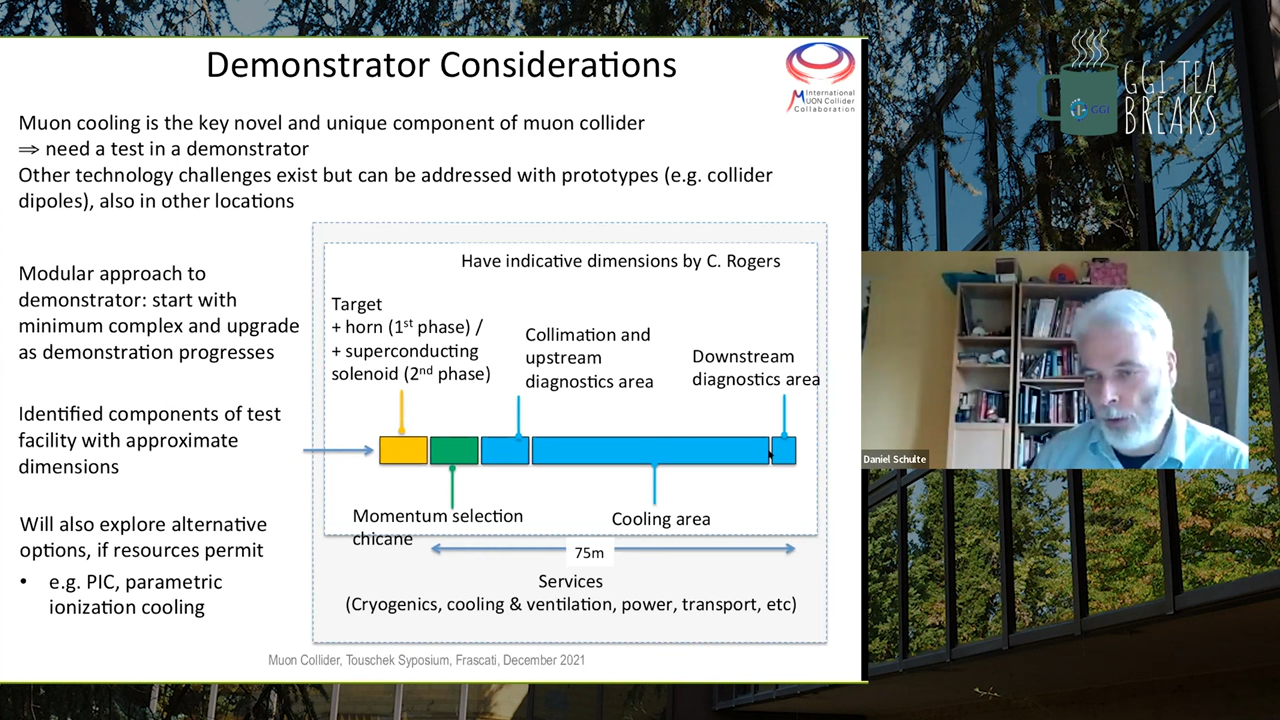 Demonstrator Considerations
International
MUON Collider
Collaboration
GGI TEA
BREAKS
GGI
Muon cooling is the key novel and unique component of muon collider
⇒ need a test in a demonstrator
Other technology challenges exist but can be addressed with prototypes (e.g. collider
dipoles), also in other locations
Modular approach to
demonstrator: start with
minimum complex and upgrade
as demonstration progresses
Identified components of test
facility with approximate
dimensions
Will also explore alternative
options, if resources permit
• e.g. PIC, parametric
ionization cooling
Have indicative dimensions by C. Rogers
Target
+ horn (1st phase) /
+ superconducting
solenoid (2nd phase)
Collimation and
upstream
diagnostics area
Downstream
diagnostics area
Momentum selection
chicane
Cooling area
75m
Services
(Cryogenics, cooling & ventilation, power, transport, etc)
Muon Collider, Touschek Syposium, Frascati, December 2021
Daniel Schulte